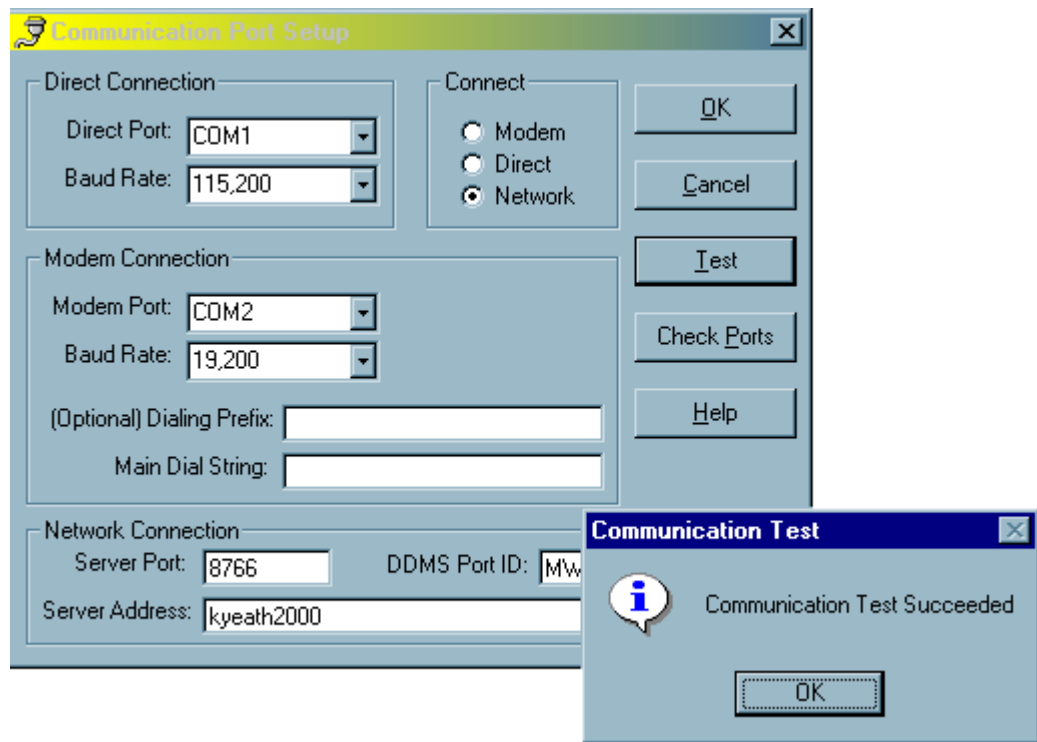 Communication Port Setup
Direct Connection
Direct Port: COM1
Baud Rate: 115,200
Connect
Modem
Direct
Network
OK
Cancel
Test
Check Ports
Help
Modem Connection
Modem Port: COM2
Baud Rate: 19,200
(Optional) Dialing Prefix:
Main Dial String:
Network Connection
Server Port: 8766 DDMS Port ID: MW
Server Address: kyeath2000
Communication Test
Communication Test Succeeded
OK